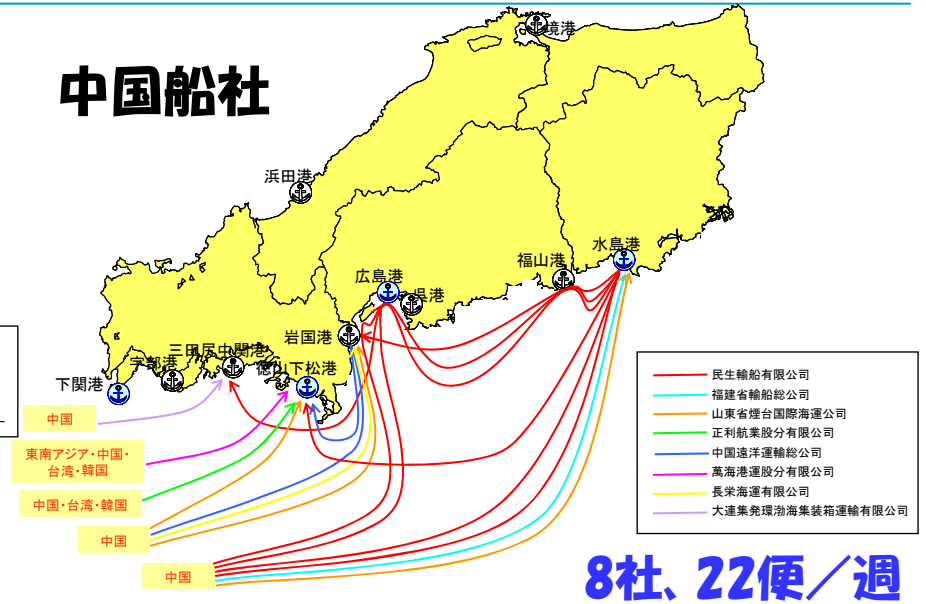 中国船社
境港
浜田港
水島港
福山港
広島港
呉港
岩国港
三田尻中関港
徳山下松港
宇部港
下関港
中国
東南アジア・中国・
台湾・韓国
中国・台湾・韓国
中国
中国
民生輪船有限公司
福建省輪船総公司
山東省煙台国際海運公司
正利航業股分有限公司
中国遠洋運輸総公司
萬海港運股分有限公司
長栄海運有限公司
大連集発環渤海集装箱運輸有限公司
8社、22便／週